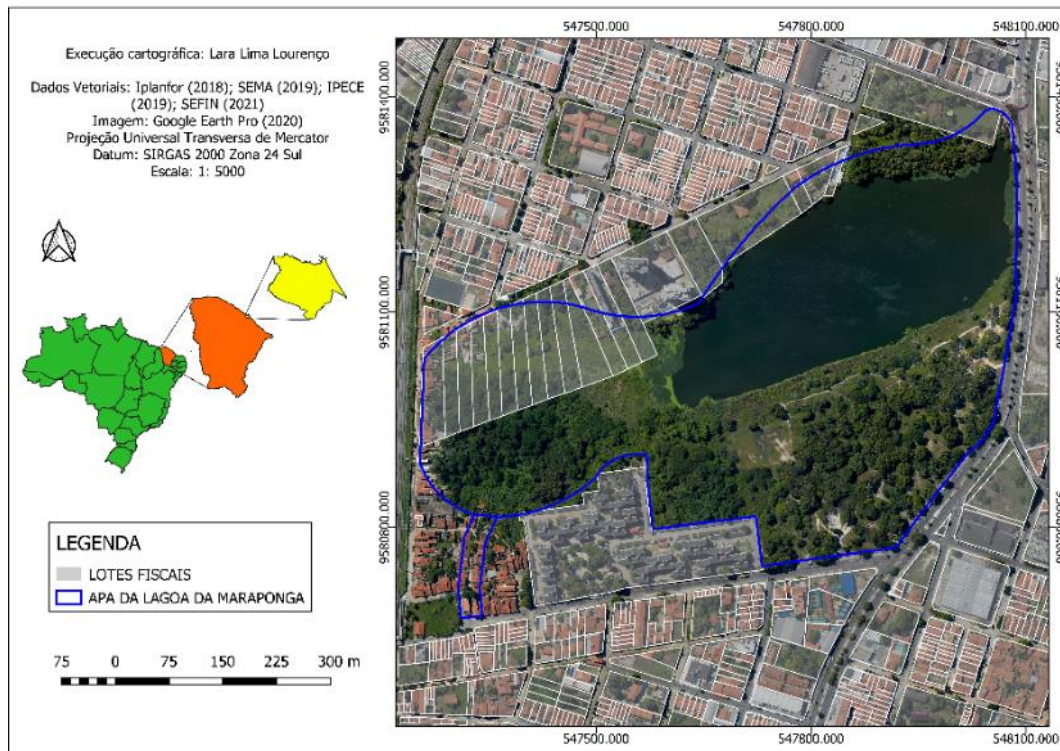 Execução cartográfica: Lara Lima Lourenço
Dados Vetoriais: Iplanfor (2018); SEMA (2019); IPECE
(2019); SEFIN (2021)
Imagem: Google Earth Pro (2020)
Projeção Universal Transversa de Mercator
Datum: SIRGAS 2000 Zona 24 Sul
Escala: 1: 5000
LEGENDA
LOTES FISCAIS
APA DA LAGOA DA MARAPONGA
75 0 75 150 225 300 m
547500.000 547800.000 548100.000
9581400.000
9581100.000
9580800.000
547500.000 547800.000 548100.000